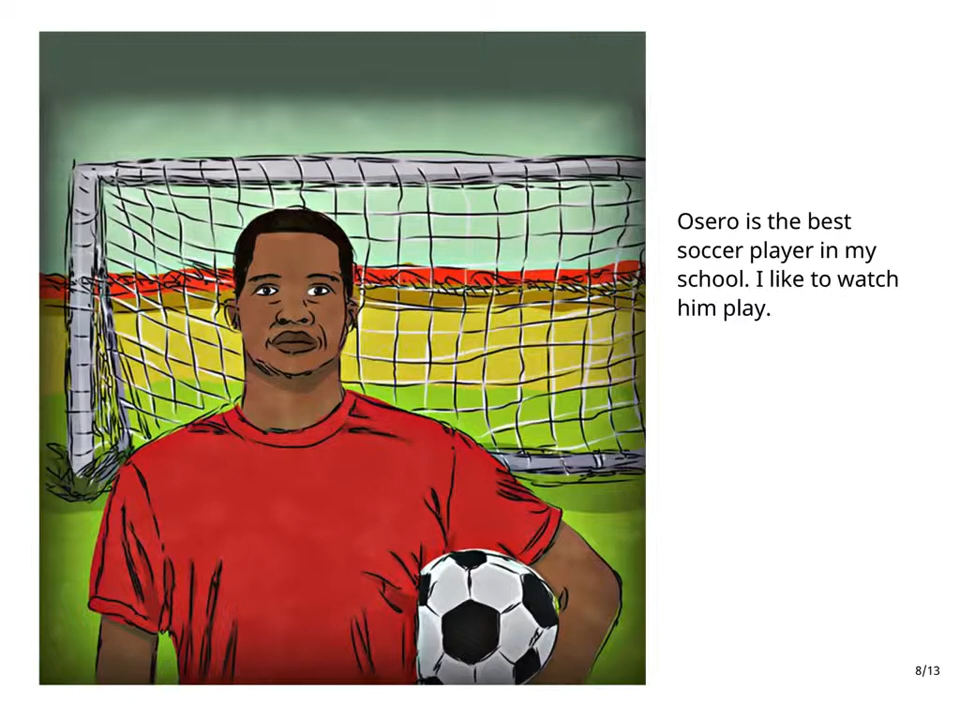 Osero is the best
soccer player in my
school. I like to watch
him play.
8/13